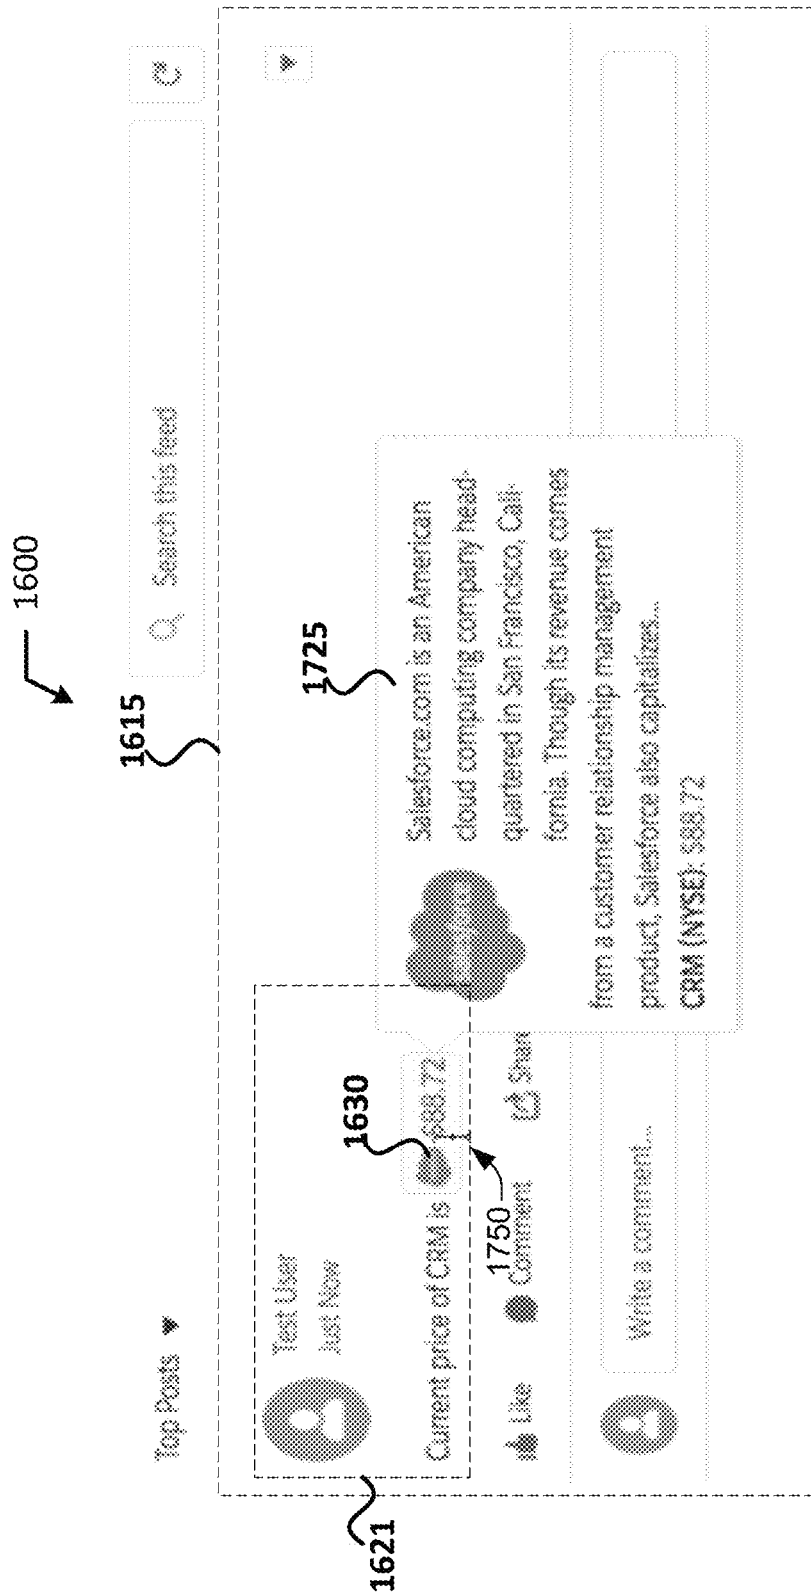 1600
Top Posts
Search this feed
1615
Test User
Just Now
1725
1630
Current price of CRM is $88.72
1621
Salesforce.com is an American
cloud computing company head-
quartered in San Francisco, Cali-
fornia. Though its revenue comes
from a customer relationship management
product, Salesforce also capitalizes...
CRM (NYSE): $88.72
1750
Like
Comment
Share
Write a comment...